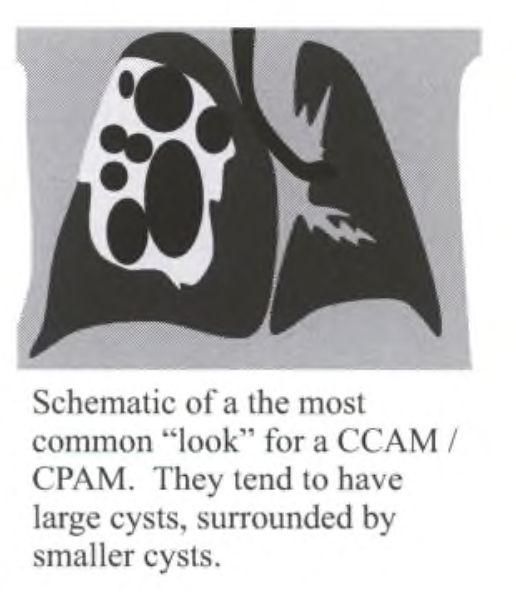 Schematic of a the most
common “look” for a CCAM /
CPAM.  They tend to have
large cysts, surrounded by
smaller cysts.